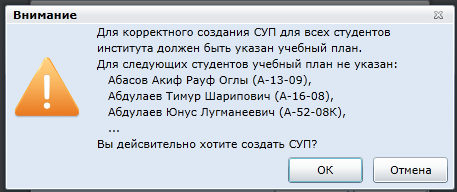 Внимание
Для корректного создания СУП для всех студентов
института должен быть указан учебный план.
Для следующих студентов учебный план не указан:
Абасов Акиф Рауф Оглы (А-13-09),
Абдулаев Тимур Шарипович (А-16-08),
Абдулаев Юнус Лугманеевич (А-52-08К),
...
Вы дейсвительно хотите создать СУП?
ОК
Отмена